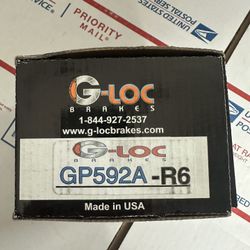 PRIORITY
MAIL
UNITED STATES
POSTAL SERVICE
G-LOC
BRAKES
1-844-927-2537
www.g-locbrakes.com
G-LOC
BRAKES
GP592A-R6
Made in USA